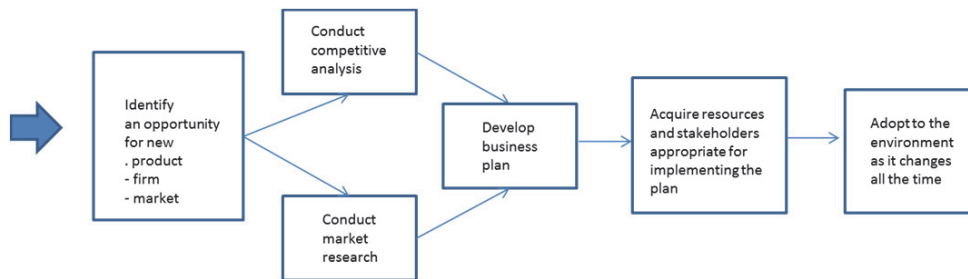 Identify
an opportunity
for new
. product
- firm
- market
Conduct
competitive
analysis
Conduct
market
research
Develop
business
plan
Acquire resources
and stakeholders
appropriate for
implementing the
plan
Adopt to the
environment
as it changes
all the time